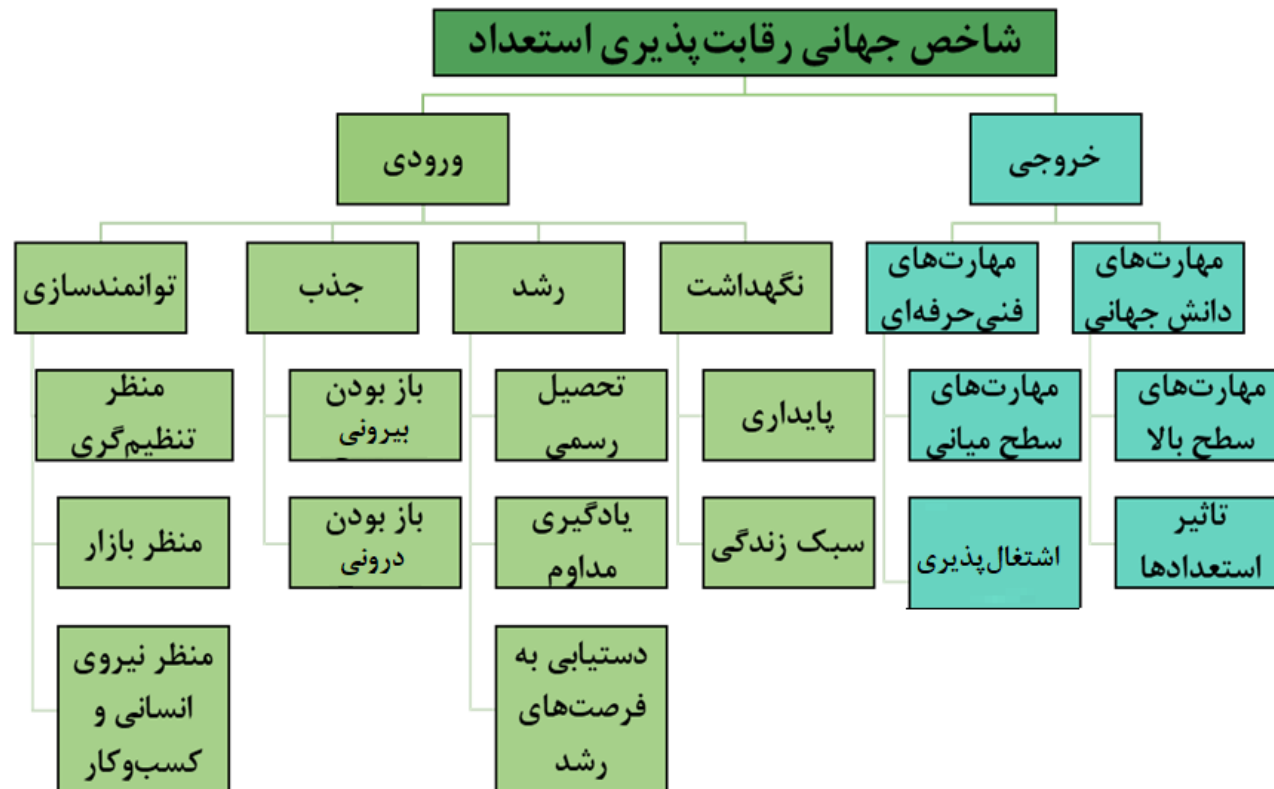 شاخص جهانی رقابت‌پذیری استعداد
خروجی
ورودی
مهارت‌های
دانش جهانی
مهارت‌های
فنی‌حرفه‌ای
نگهداشت
رشد
جذب
توانمندسازی
مهارت‌های
سطح بالا
مهارت‌های
سطح میانی
پایداری
تحصیل
رسمی
باز بودن
بیرونی
منظر
تنظیم‌گری
تاثیر
استعدادها
اشتغال‌پذیری
سبک زندگی
یادگیری
مداوم
باز بودن
درونی
منظر بازار
دستیابی به
فرصت‌های
رشد
منظر نیروی
انسانی و
کسب‌وکار